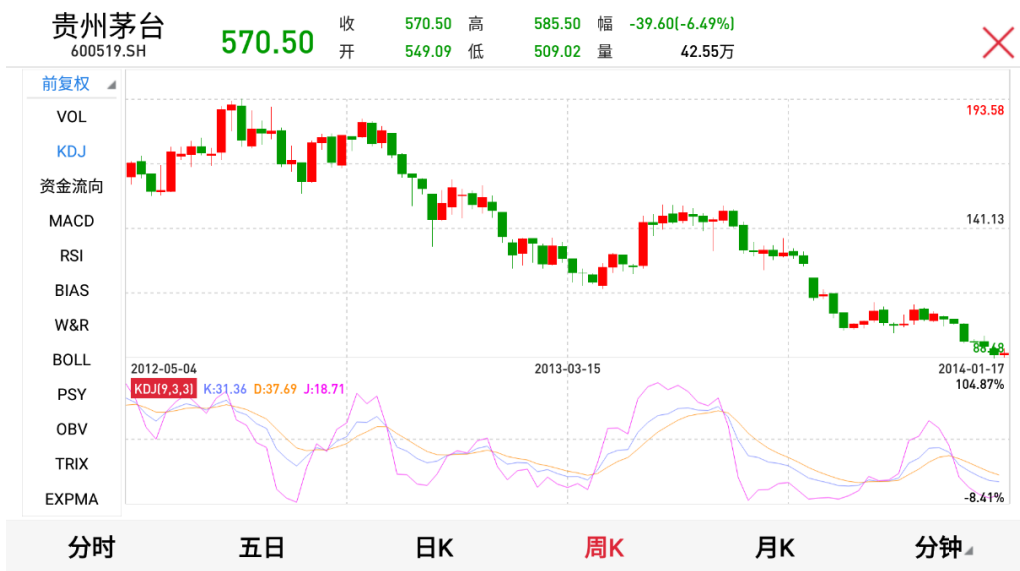 贵州茅台
600519.SH
570.50
收 570.50 高 585.50 幅 -39.60(-6.49%)
开 549.09 低 509.02 量 42.55万
前复权
VOL
KDJ
资金流向
MACD
RSI
BIAS
W&R
BOLL
PSY
OBV
TRIX
EXPMA
193.58
141.13
88.68
2012-05-04 2013-03-15 2014-01-17
KDJ(9,3,3) K:31.36 D:37.69 J:18.71 104.87%
-8.41%
分时 五日 日K 周K 月K 分钟